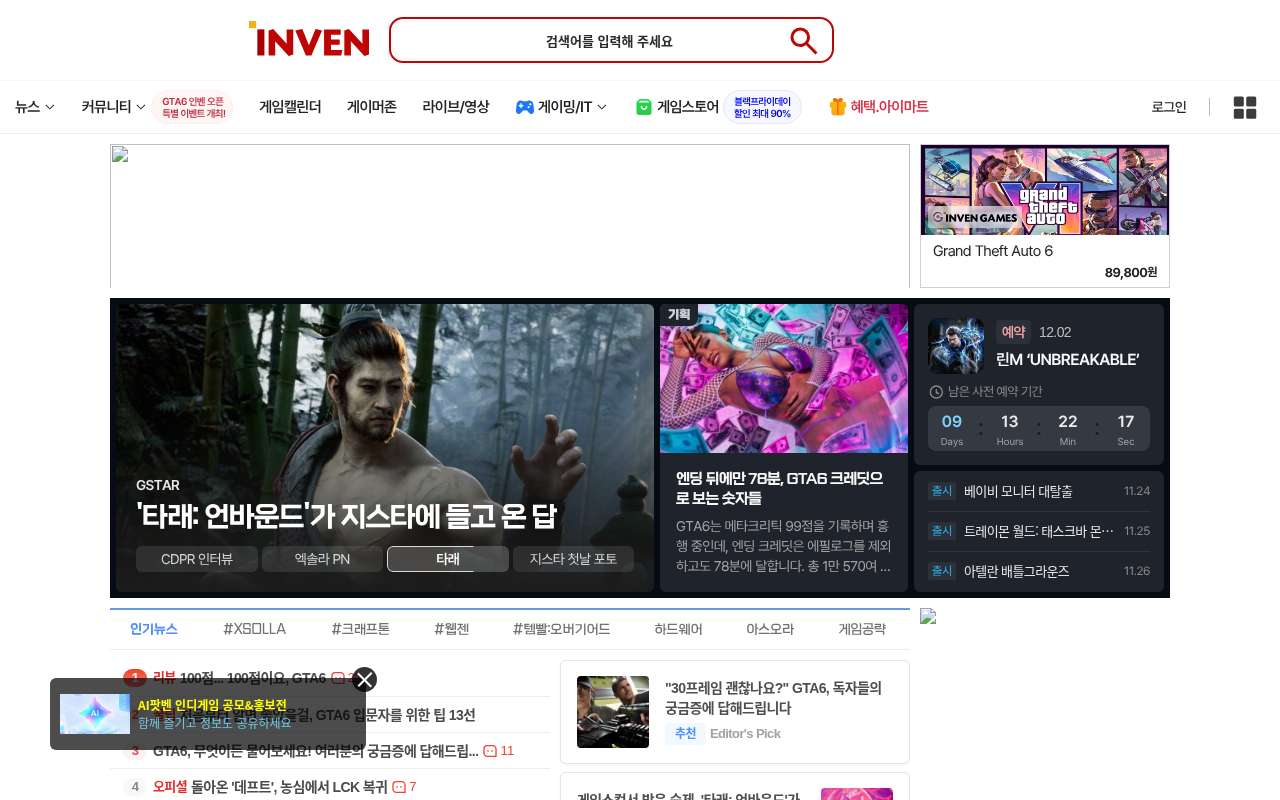 INVEN
검색어를 입력해 주세요
뉴스
커뮤니티
GTA6 인벤 오픈
특별 이벤트 개최!
게임캘린더
게이머존
라이브/영상
게이밍/IT
게임스토어
블랙프라이데이
할인 최대 90%
혜택.아이마트
로그인
grand theft auto
V
INVEN GAMES
Grand Theft Auto 6
89,800원
GSTAR
'타래: 언바운드'가 지스타에 들고 온 답
CDPR 인터뷰
엑솔라 PN
타래
지스타 첫날 포토
기획
엔딩 뒤에만 78분, GTA6 크레딧으
로 보는 숫자들
GTA6는 메타크리틱 99점을 기록하며 흥
행 중인데, 엔딩 크레딧은 에필로그를 제외
하고도 78분에 달합니다. 총 1만 570여 ...
예약 12.02
린M ‘UNBREAKABLE’
남은 사전 예약 기간
09 : 13 : 22 : 17
Days Hours Min Sec
출시 베이비 모니터 대탈출 11.24
출시 트레이몬 월드: 태스크바 몬… 11.25
출시 아텔란 배틀그라운즈 11.26
인기뉴스
#XSOLLA
#크래프톤
#웹젠
#템빨:오버기어드
하드웨어
아스오라
게임공략
1 리뷰 100점... 100점이요, GTA6
GTA6 입문자를 위한 팁 13선
3 GTA6, 무엇이든 물어보세요! 여러분의 궁금증에 답해드립... 11
4 오피셜 돌아온 '데프트', 농심에서 LCK 복귀 7
AI
AI팟벤 인디게임 공모&홍보전
함께 즐기고 정보도 공유하세요
"30프레임 괜찮나요?" GTA6, 독자들의
궁금증에 답해드립니다
추천 Editor's Pick
게임스컴서 받은 숙제, '타래: 언바운드'가